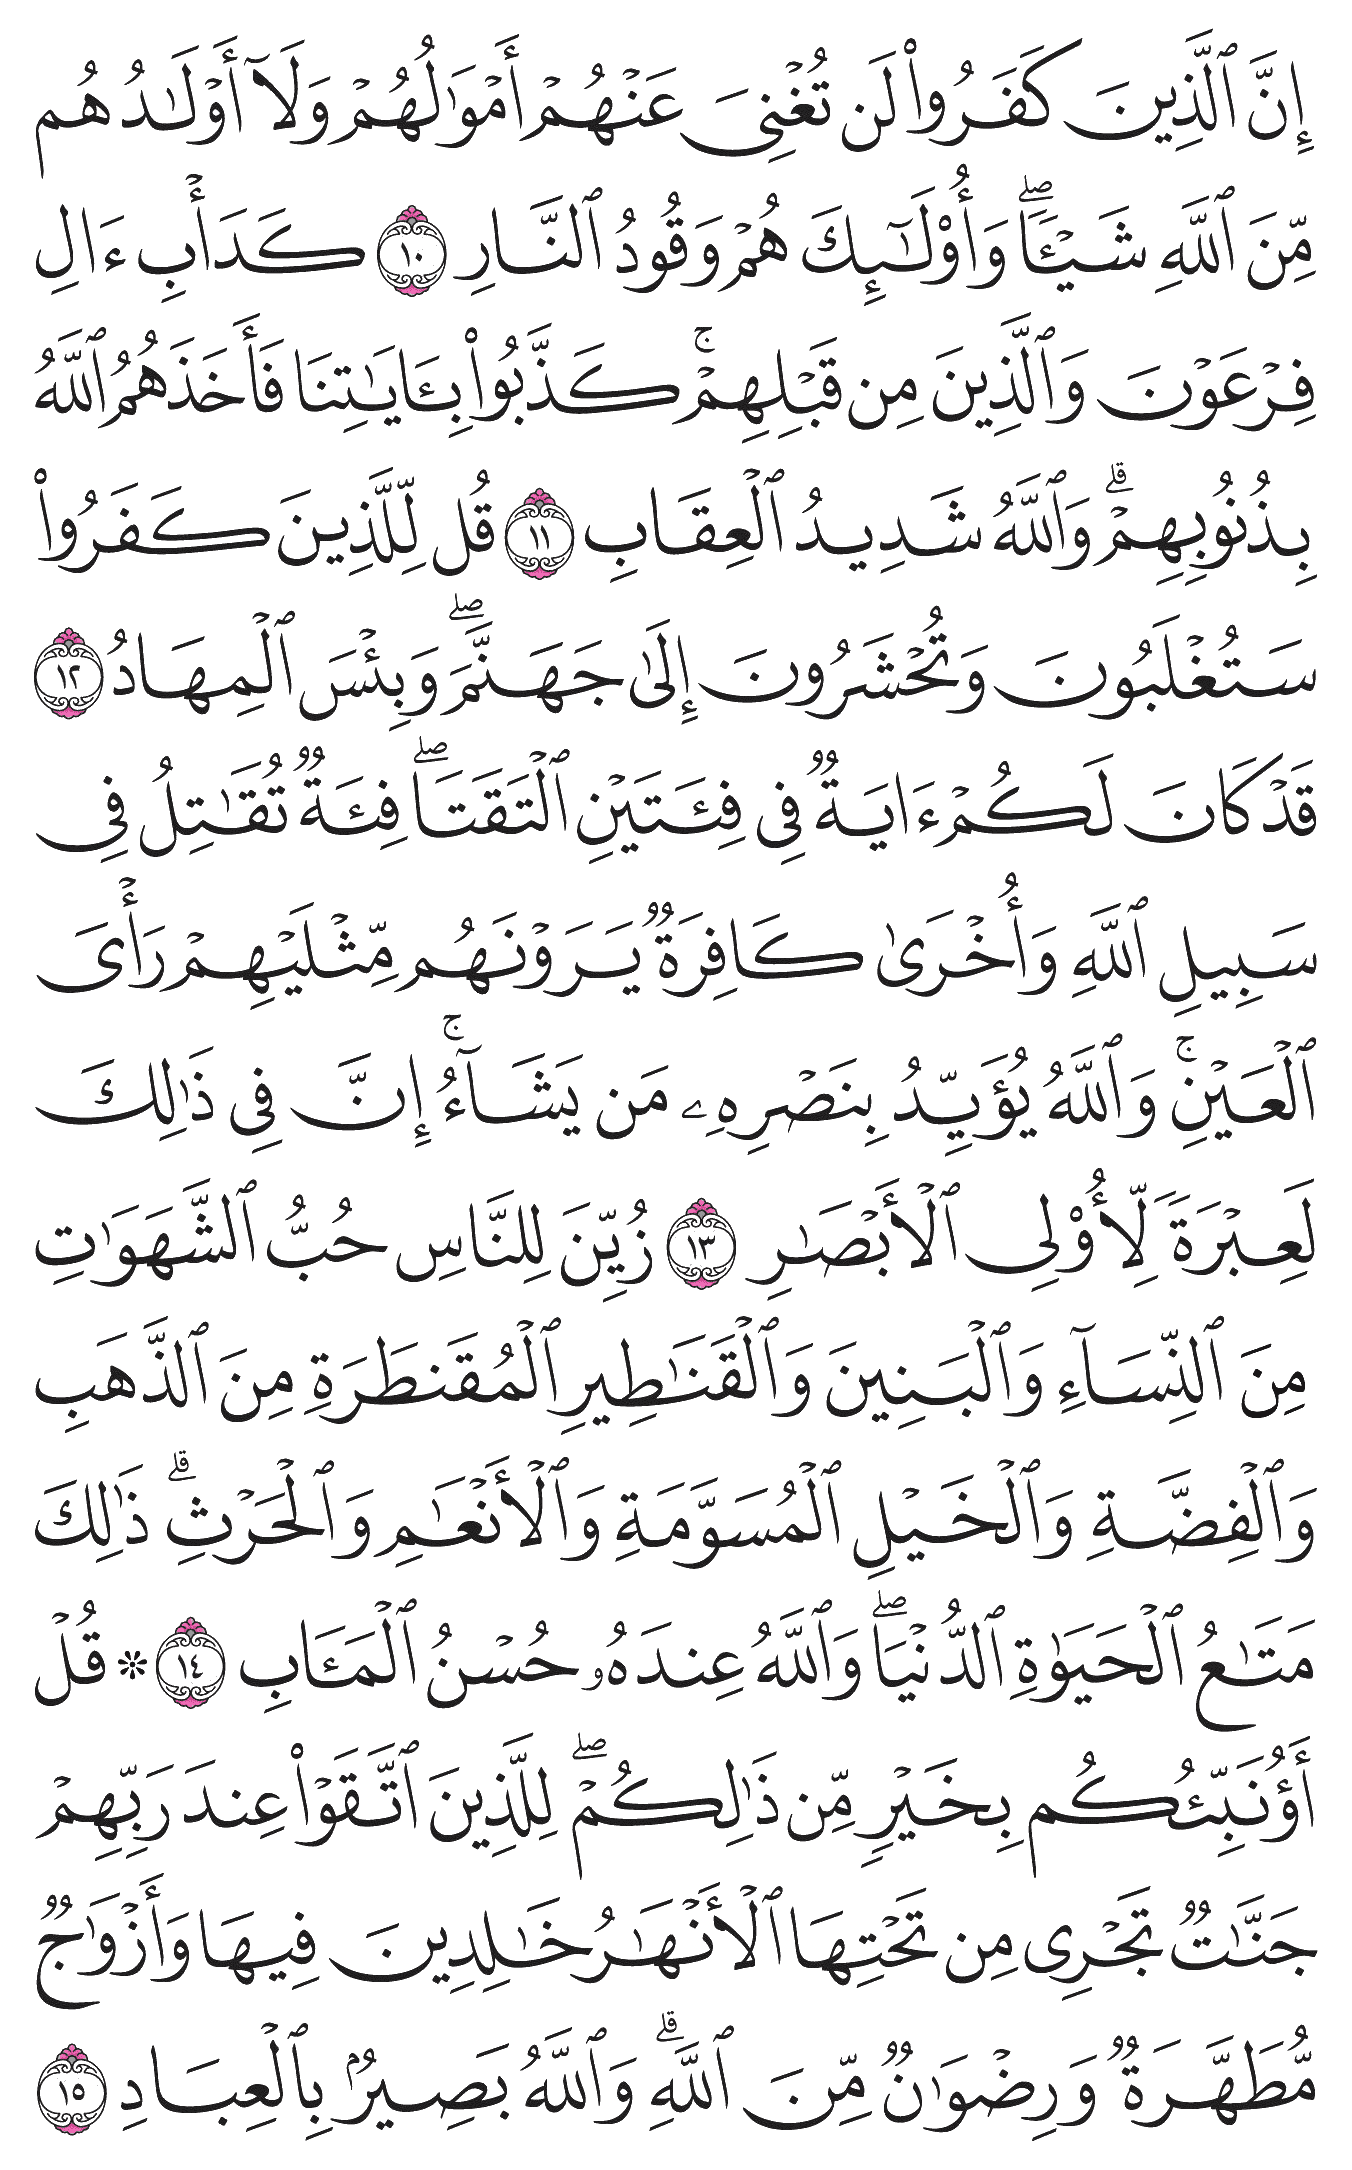 إِنَّ ٱلَّذِينَ كَفَرُوا۟ لَن تُغْنِىَ عَنْهُمْ أَمْوَٰلُهُمْ وَلَآ أَوْلَـٰدُهُم
مِّنَ ٱللَّهِ شَيْـًٔا ۖ وَأُو۟لَـٰٓئِكَ هُمْ وَقُودُ ٱلنَّارِ ١٠ كَدَأْبِ ءَالِ
فِرْعَوْنَ وَٱلَّذِينَ مِن قَبْلِهِمْ ۚ كَذَّبُوا۟ بِـَٔايَـٰتِنَا فَأَخَذَهُمُ ٱللَّهُ
بِذُنُوبِهِمْ ۗ وَٱللَّهُ شَدِيدُ ٱلْعِقَابِ ١١ قُل لِّلَّذِينَ كَفَرُوا۟
سَتُغْلَبُونَ وَتُحْشَرُونَ إِلَىٰ جَهَنَّمَ ۖ وَبِئْسَ ٱلْمِهَادُ ١٢
قَدْ كَانَ لَكُمْ ءَايَةٌ فِى فِئَتَيْنِ ٱلْتَقَتَا ۖ فِئَةٌ تُقَـٰتِلُ فِى
سَبِيلِ ٱللَّهِ وَأُخْرَىٰ كَافِرَةٌ يَرَوْنَهُم مِّثْلَيْهِمْ رَأْىَ
ٱلْعَيْنِ ۚ وَٱللَّهُ يُؤَيِّدُ بِنَصْرِهِۦ مَن يَشَآءُ ۚ إِنَّ فِى ذَٰلِكَ
لَعِبْرَةً لِّأُو۟لِى ٱلْأَبْصَـٰرِ ١٣ زُيِّنَ لِلنَّاسِ حُبُّ ٱلشَّهَوَٰتِ
مِنَ ٱلنِّسَآءِ وَٱلْبَنِينَ وَٱلْقَنَـٰطِيرِ ٱلْمُقَنطَرَةِ مِنَ ٱلذَّهَبِ
وَٱلْفِضَّةِ وَٱلْخَيْلِ ٱلْمُسَوَّمَةِ وَٱلْأَنْعَـٰمِ وَٱلْحَرْثِ ۗ ذَٰلِكَ
مَتَـٰعُ ٱلْحَيَوٰةِ ٱلدُّنْيَا ۖ وَٱللَّهُ عِندَهُۥ حُسْنُ ٱلْمَـَٔابِ ١٤ ۞ قُلْ
أَؤُنَبِّئُكُم بِخَيْرٍ مِّن ذَٰلِكُمْ ۖ لِلَّذِينَ ٱتَّقَوْا۟ عِندَ رَبِّهِمْ
جَنَّـٰتٌ تَجْرِى مِن تَحْتِهَا ٱلْأَنْهَـٰرُ خَـٰلِدِينَ فِيهَا وَأَزْوَٰجٌ
مُّطَهَّرَةٌ وَرِضْوَٰنٌ مِّنَ ٱللَّهِ ۗ وَٱللَّهُ بَصِيرٌۢ بِٱلْعِبَادِ ١٥